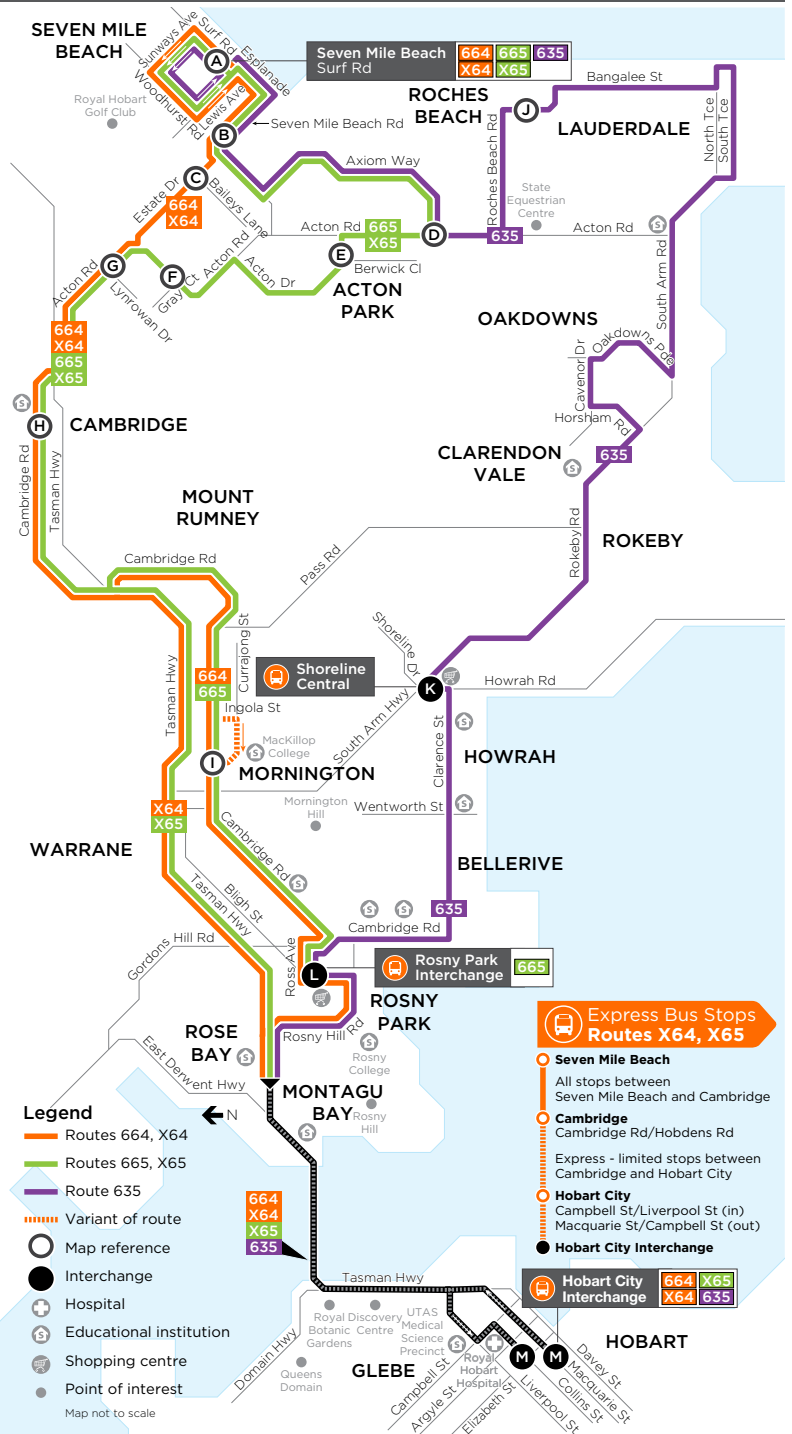 SEVEN MILE
BEACH
Sunways Ave
Surf Rd
Esplanade
A
Seven Mile Beach
Surf Rd
664 665 635
X64 X65
Royal Hobart
Golf Club
Woodhurst Rd
Lewis Ave
B
Seven Mile Beach Rd
ROCHES
BEACH
J
Bangalee St
LAUDERDALE
North Tce
South Tce
Axiom Way
Roches Beach Rd
C
Estate Dr
664
X64
Baileys Lane
State
Equestrian
Centre
Acton Rd
665
X65
D
635
Acton Rd
S
E
Berwick Cl
G
Acton Rd
F
Gray Ct
Acton Rd
Acton Dr
Lynrowan Dr
ACTON
PARK
South Arm Rd
664
X64
665
X65
OAKDOWNS
Oakdowns Pde
Cavenor Dr
Horsham Rd
S
H
CAMBRIDGE
CLARENDON
VALE
S
635
Cambridge Rd
Tasman Hwy
MOUNT
RUMNEY
Cambridge Rd
Pass Rd
Rokeby Rd
ROKEBY
Currajong St
Shoreline Dr
Tasman Hwy
664
665
Shoreline
Central
K
Howrah Rd
Ingola St
South Arm Hwy
MacKillop
College
S
S
Clarence St
HOWRAH
I
MORNINGTON
X64
X65
Mornington
Hill
Wentworth St
S
WARRANE
Cambridge Rd
S
BELLERIVE
Bligh St
Tasman Hwy
S
S
635
Cambridge Rd
Gordons Hill Rd
Ross Ave
L
Rosny Park
Interchange
665
ROSNY
PARK
ROSE
BAY
S
Rosny Hill Rd
S
Rosny
College
East Derwent Hwy
MONTAGU
BAY
Rosny
Hill
S
N
Express Bus Stops
Routes X64, X65
Seven Mile Beach
All stops between
Seven Mile Beach and Cambridge
Cambridge
Cambridge Rd/Hobdens Rd
Express - limited stops between
Cambridge and Hobart City
Hobart City
Campbell St/Liverpool St (in)
Macquarie St/Campbell St (out)
Hobart City Interchange
Legend
Routes 664, X64
Routes 665, X65
Route 635
Variant of route
Map reference
Interchange
Hospital
S
Educational institution
Shopping centre
Point of interest
Map not to scale
664
X64
X65
635
Tasman Hwy
Hobart City
Interchange
664 X65
X64 635
Domain Hwy
Royal
Botanic
Gardens
Discovery
Centre
UTAS
Medical
Science
Precinct
S
Queens
Domain
GLEBE
Royal
Hobart
Hospital
M
M
HOBART
Campbell St
Argyle St
Elizabeth St
Liverpool St
Collins St
Macquarie St
Davey St